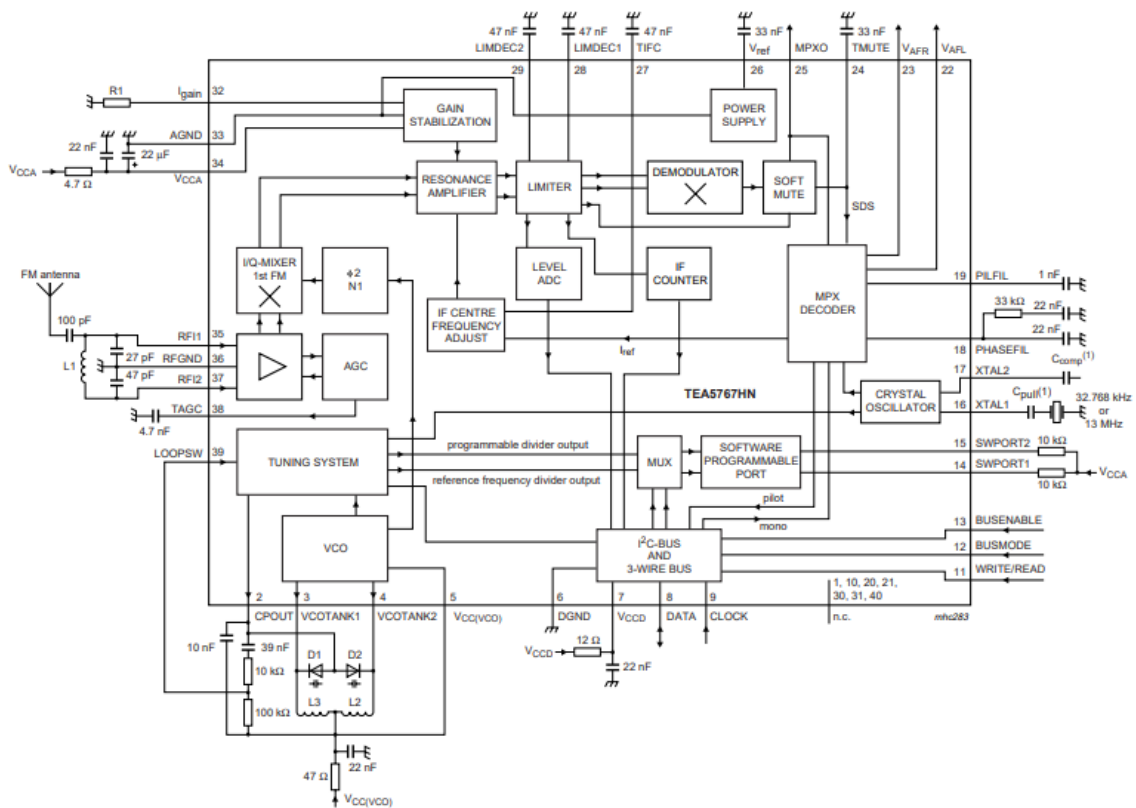 47 nF
47 nF
47 nF
33 nF
33 nF
LIMDEC2
LIMDEC1
TIFC
Vref
MPXO
TMUTE
VAFR
VAFL
29
28
27
26
25
24
23
22
R1
Igain
32
GAIN
STABILIZATION
POWER
SUPPLY
AGND
33
22 nF
22 μF
+
34
VCCA
4.7 Ω
VCCA
RESONANCE
AMPLIFIER
LIMITER
DEMODULATOR
SOFT
MUTE
SDS
I/Q-MIXER
1st FM
ϕ2
N1
LEVEL
ADC
IF
COUNTER
MPX
DECODER
19
PILFIL
1 nF
33 kΩ
22 nF
22 nF
18
PHASEFIL
FM antenna
100 pF
RFI1
35
27 pF
RFGND
36
L1
47 pF
RFI2
37
AGC
IF CENTRE
FREQUENCY
ADJUST
Iref
TAGC
38
4.7 nF
TEA5767HN
CRYSTAL
OSCILLATOR
Ccomp(1)
17
XTAL2
Cpull(1)
16
XTAL1
32.768 kHz
or
13 MHz
LOOPSW
39
TUNING SYSTEM
programmable divider output
reference frequency divider output
MUX
SOFTWARE
PROGRAMMABLE
PORT
15
SWPORT2
10 kΩ
14
SWPORT1
10 kΩ
VCCA
pilot
mono
VCO
I2C-BUS
AND
3-WIRE BUS
13
BUSENABLE
12
BUSMODE
11
WRITE/READ
1, 10, 20, 21,
30, 31, 40
n.c.
mhc283
2
3
4
5
6
7
8
9
CPOUT
VCOTANK1
VCOTANK2
VCC(VCO)
DGND
VCCD
DATA
CLOCK
10 nF
39 nF
D1
D2
10 kΩ
L3
L2
100 kΩ
12 Ω
VCCD
22 nF
22 nF
47 Ω
VCC(VCO)